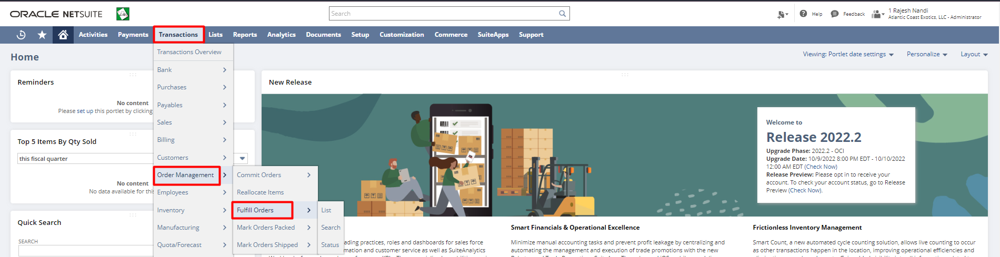 ORACLE NETSUITE
Search
Help
Feedback
1 Rajesh Nandi
Atlantic Coast Exotics, LLC - Administrator
Activities
Payments
Transactions
Lists
Reports
Analytics
Documents
Setup
Customization
Commerce
SuiteApps
Support
Home
Viewing: Portlet date settings
Personalize
Layout
Transactions Overview
Bank
Purchases
Payables
Sales
Billing
Customers
Order Management
Employees
Inventory
Manufacturing
Quota/Forecast
Commit Orders
Reallocate Items
Fulfill Orders
Mark Orders Packed
Mark Orders Shipped
List
Search
Status
Reminders
No content
Please set up this portlet by clicking
Top 5 Items By Qty Sold
this fiscal quarter
No content
No data available for this
Quick Search
SEARCH
New Release
Welcome to
Release 2022.2
Upgrade Phase: 2022.2 - OCI
Upgrade Date: 10/9/2022 8:00 PM EDT - 10/10/2022
12:00 AM EDT (Check Now)
Release Preview: Please opt in to receive your
account. To check your account status, go to Release
Preview (Check Now).
ading practices, roles and dashboards for sales force
mation and customer service as well as SuiteAnalytics
Smart Financials & Operational Excellence
Minimize manual accounting tasks and prevent profit leakage by centralizing and
automating the management and execution of trade promotions with the new
Frictionless Inventory Management
Smart Count, a new automated cycle counting solution, allows live counting to occur
as other transactions happen in the location, improving operational efficiencies and